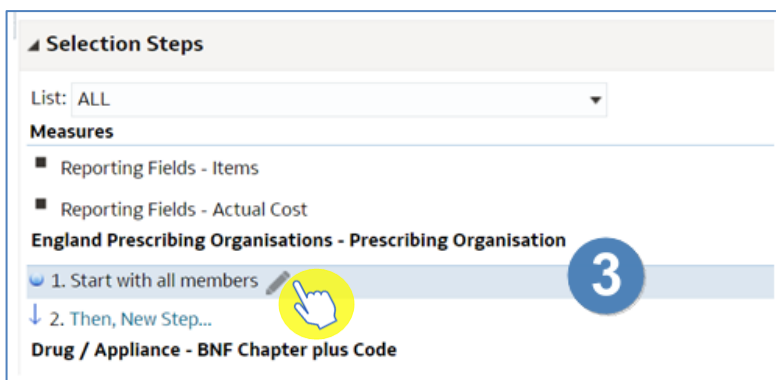 Selection Steps
List: ALL
Measures
Reporting Fields - Items
Reporting Fields - Actual Cost
England Prescribing Organisations - Prescribing Organisation
1. Start with all members
3
2. Then, New Step...
Drug / Appliance - BNF Chapter plus Code